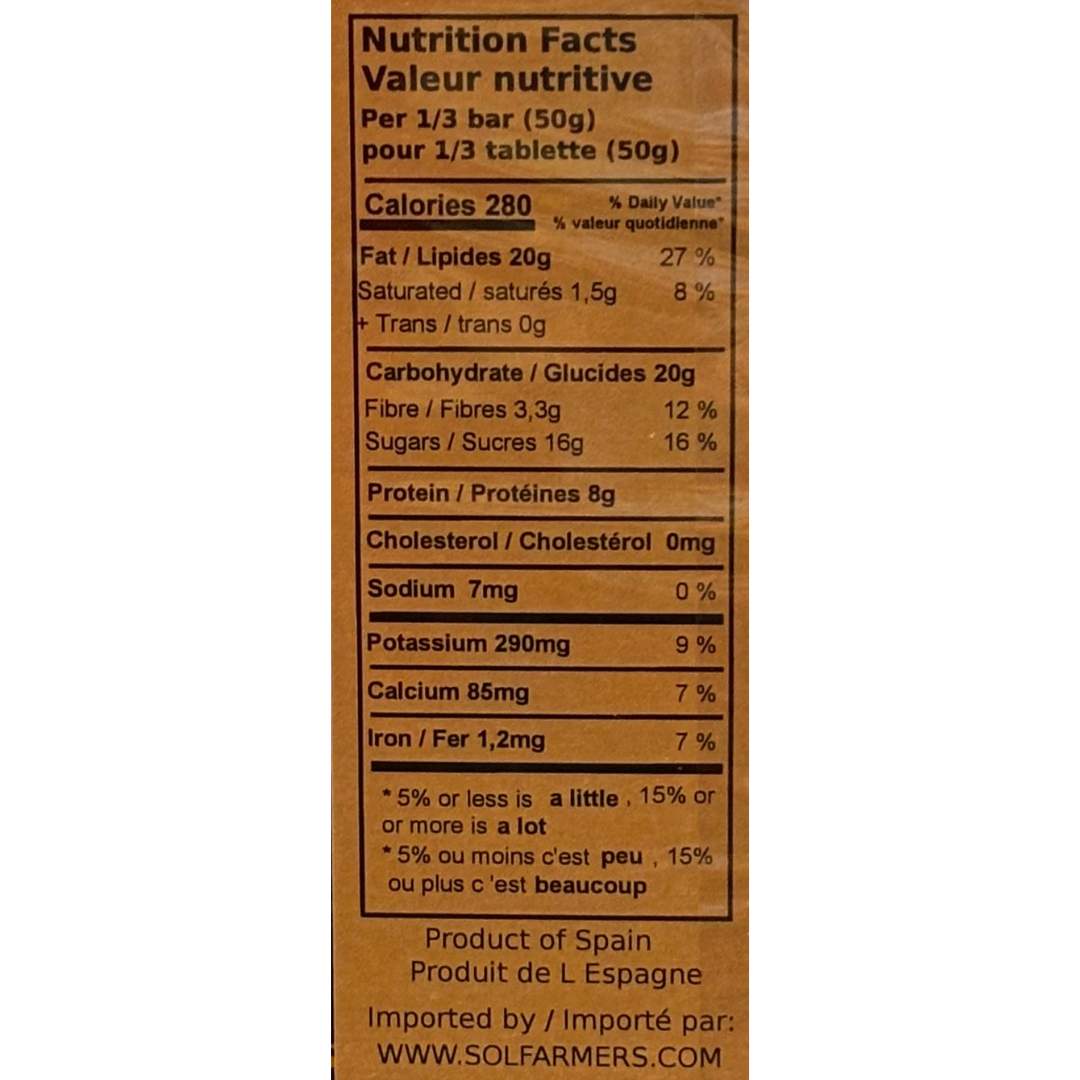 Nutrition Facts
Valeur nutritive
Per 1/3 bar (50g)
pour 1/3 tablette (50g)
Calories 280
% Daily Value*
% valeur quotidienne*
Fat / Lipides 20g 27 %
Saturated / saturés 1,5g 8 %
+ Trans / trans 0g
Carbohydrate / Glucides 20g
Fibre / Fibres 3,3g 12 %
Sugars / Sucres 16g 16 %
Protein / Protéines 8g
Cholesterol / Cholestérol 0mg
Sodium 7mg 0 %
Potassium 290mg 9 %
Calcium 85mg 7 %
Iron / Fer 1,2mg 7 %
* 5% or less is a little , 15% or
or more is a lot
* 5% ou moins c'est peu , 15%
ou plus c 'est beaucoup
Product of Spain
Produit de L Espagne
Imported by / Importé par:
WWW.SOLFARMERS.COM